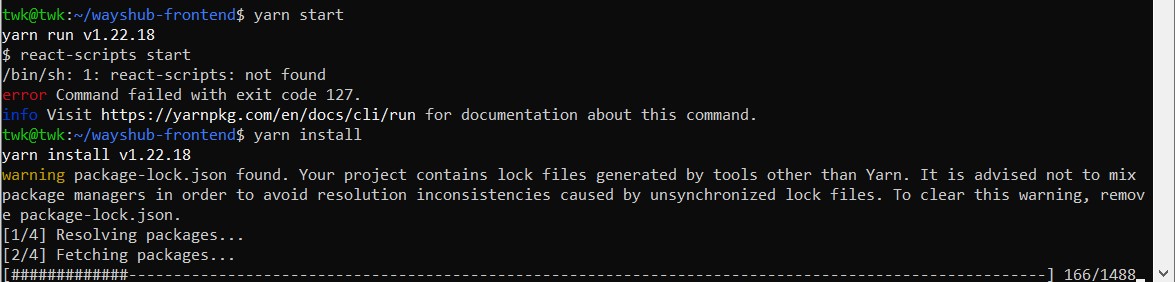 twk@twk:~/wayshub-frontend$ yarn start
yarn run v1.22.18
$ react-scripts start
/bin/sh: 1: react-scripts: not found
error Command failed with exit code 127.
info Visit https://yarnpkg.com/en/docs/cli/run for documentation about this command.
twk@twk:~/wayshub-frontend$ yarn install
yarn install v1.22.18
warning package-lock.json found. Your project contains lock files generated by tools other than Yarn. It is advised not to mix
package managers in order to avoid resolution inconsistencies caused by unsynchronized lock files. To clear this warning, remov
e package-lock.json.
[1/4] Resolving packages...
[2/4] Fetching packages...
[#############------------------------------------------------------------------------------------------------------] 166/1488